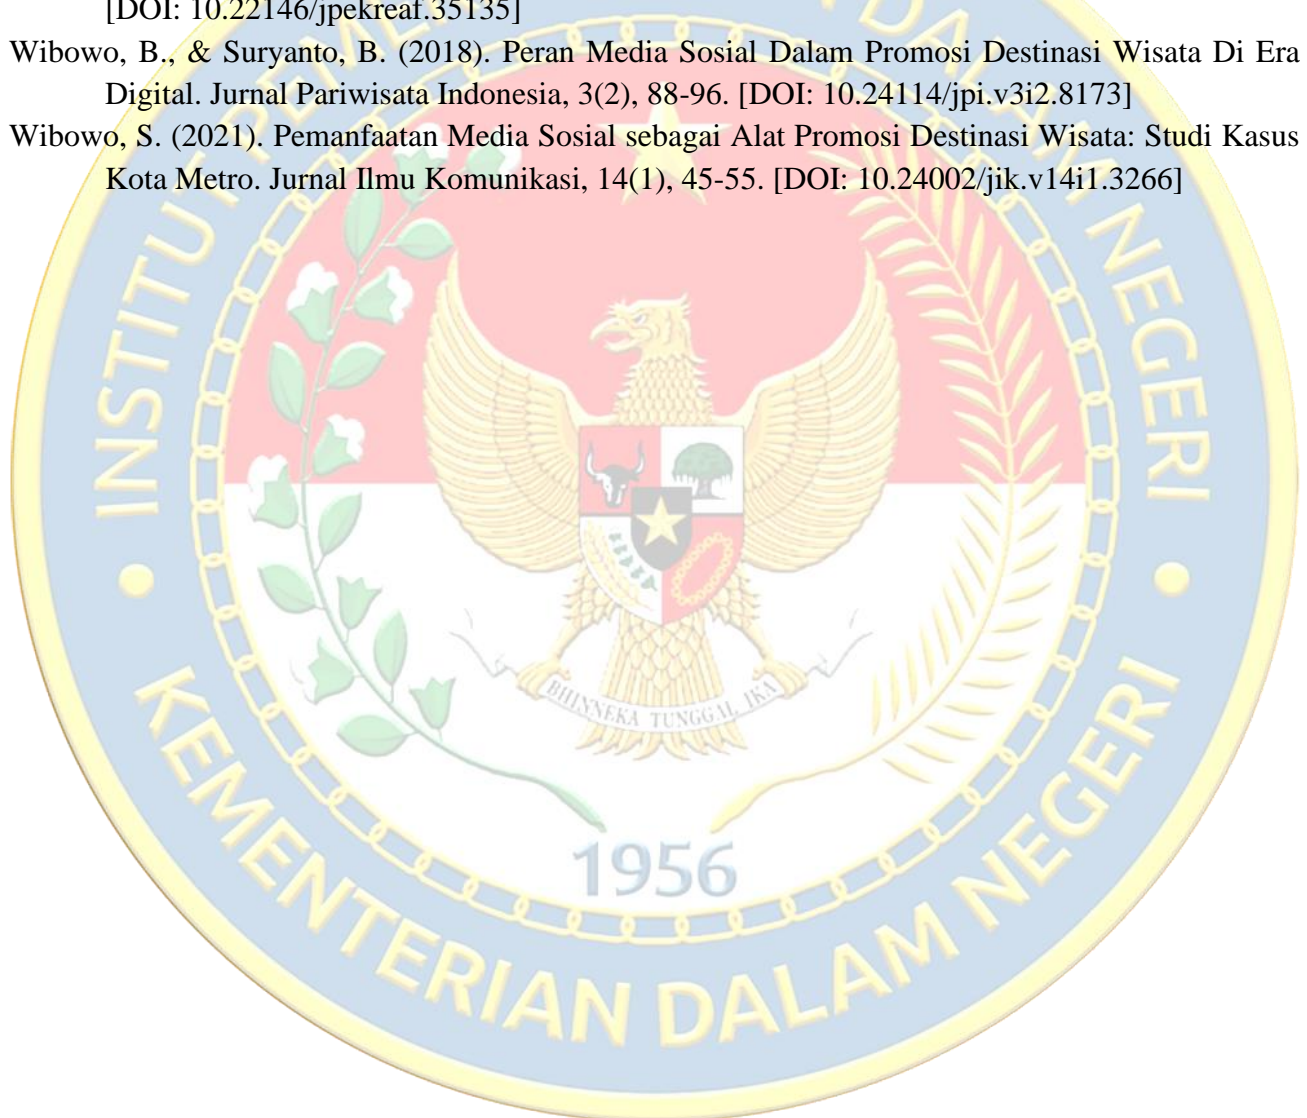 [DOI: 10.22146/jpekreaf.35135]
Wibowo, B., & Suryanto, B. (2018). Peran Media Sosial Dalam Promosi Destinasi Wisata Di Era
Digital. Jurnal Pariwisata Indonesia, 3(2), 88-96. [DOI: 10.24114/jpi.v3i2.8173]
Wibowo, S. (2021). Pemanfaatan Media Sosial sebagai Alat Promosi Destinasi Wisata: Studi Kasus
Kota Metro. Jurnal Ilmu Komunikasi, 14(1), 45-55. [DOI: 10.24002/jik.v14i1.3266]
INSTITUT PEME
N DALAM NEGERI
BHINNEKA TUNGGAL IKA
1956
KEMENTERIAN DALAM NEGERI